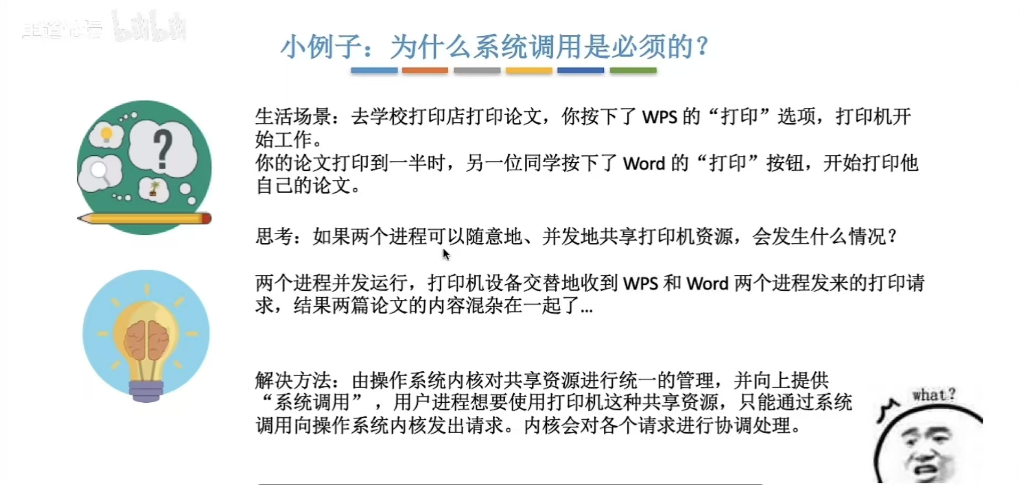 bilibili
小例子：为什么系统调用是必须的？
生活场景：去学校打印店打印论文，你按下了 WPS 的“打印”选项，打印机开
始工作。
你的论文打印到一半时，另一位同学按下了 Word 的“打印”按钮，开始打印他
自己的论文。
?
思考：如果两个进程可以随意地、并发地共享打印机资源，会发生什么情况？
两个进程并发运行，打印机设备交替地收到 WPS 和 Word 两个进程发来的打印请
求，结果两篇论文的内容混杂在一起了...
解决方法：由操作系统内核对共享资源进行统一的管理，并向上提供
“系统调用”，用户进程想要使用打印机这种共享资源，只能通过系统
调用向操作系统内核发出请求。内核会对各个请求进行协调处理。
what?